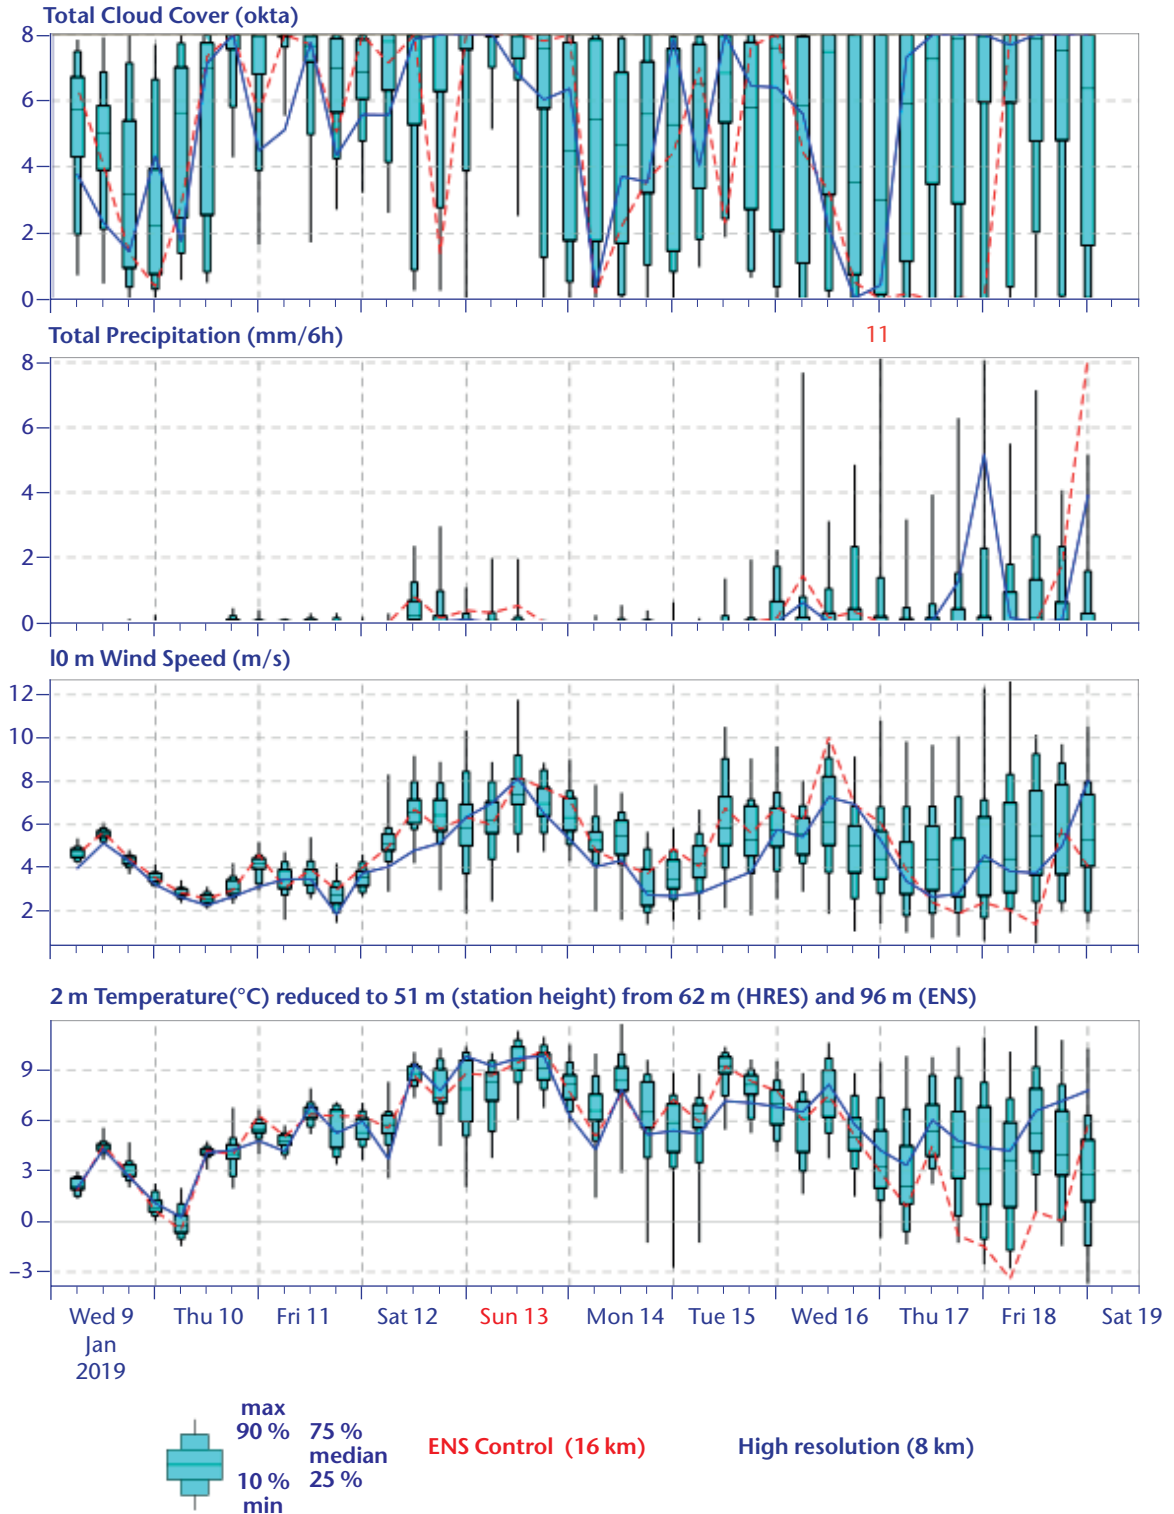 Total Cloud Cover (okta)
8
6
4
2
0
Total Precipitation (mm/6h)
11
8
6
4
2
0
l0 m Wind Speed (m/s)
12
10
8
6
4
2
2 m Temperature(°C) reduced to 51 m (station height) from 62 m (HRES) and 96 m (ENS)
9
6
3
0
−3
Wed 9 Thu 10 Fri 11 Sat 12 Sun 13 Mon 14 Tue 15 Wed 16 Thu 17 Fri 18 Sat 19
Jan
2019
max
90 % 75 %
median
10 % 25 %
min
ENS Control (16 km)
High resolution (8 km)